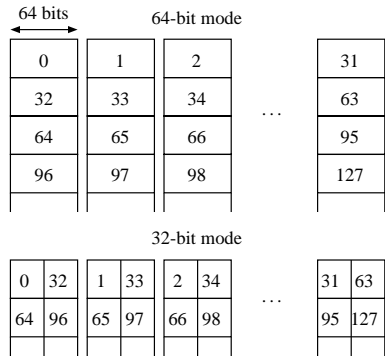 64 bits 64-bit mode
0 1 2 31
32 33 34 63
64 65 66 ... 95
96 97 98 127
32-bit mode
0 32 1 33 2 34 31 63
64 96 65 97 66 98 ... 95 127